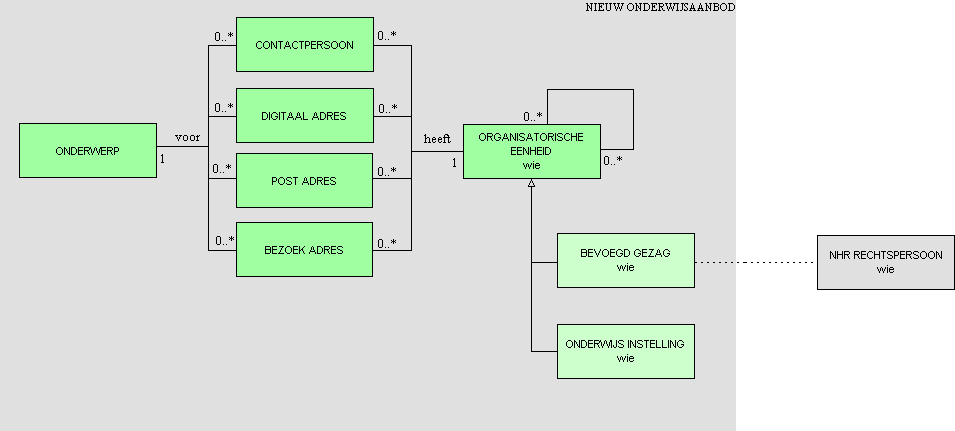 NIEUW ONDERWIJSAANBOD
0..*
CONTACTPERSOON
0..*
0..*
DIGITAAL ADRES
0..*
0..*
ORGANISATORISCHE
EENHEID
wie
0..*
voor
heeft
1
1
ONDERWERP
0..*
POST ADRES
0..*
0..*
BEZOEK ADRES
0..*
BEVOEGD GEZAG
wie
NHR RECHTSPERSOON
wie
ONDERWIJS INSTELLING
wie